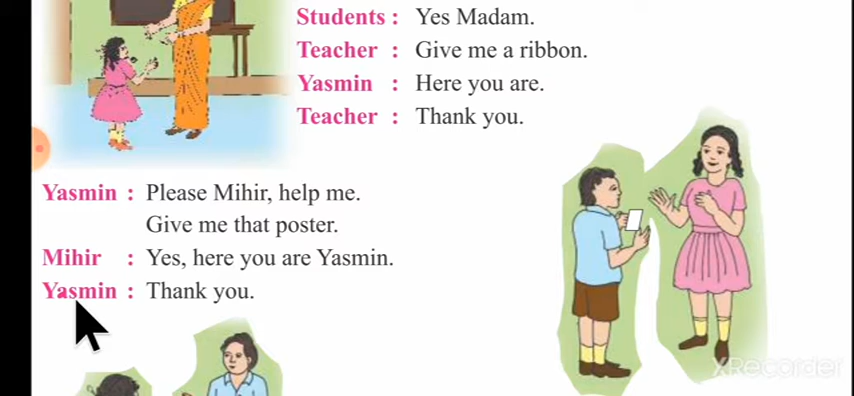 Students : Yes Madam.
Teacher : Give me a ribbon.
Yasmin : Here you are.
Teacher : Thank you.
Yasmin : Please Mihir, help me.
Give me that poster.
Mihir : Yes, here you are Yasmin.
Yasmin : Thank you.
XRecorder